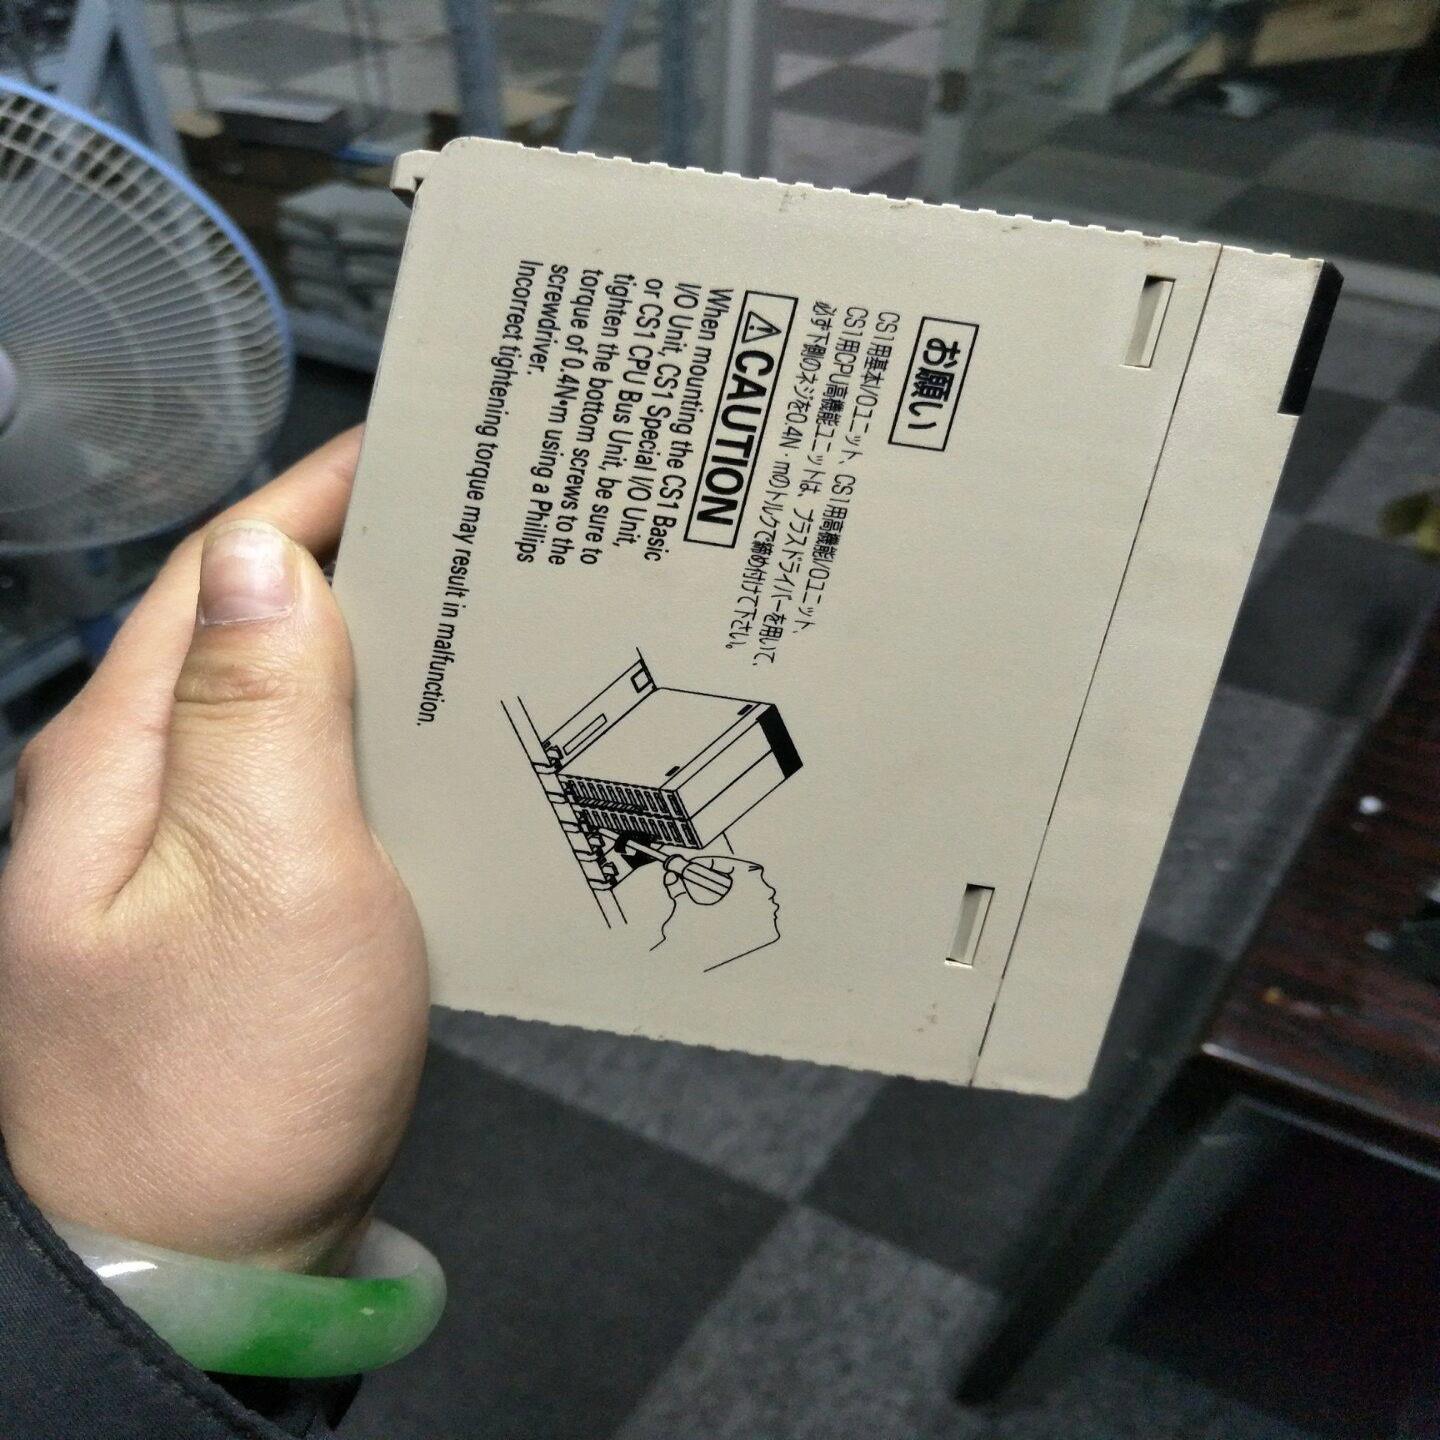 お願い
CS1用基本I/Oユニット、CS1用高機能I/Oユニット、
CS1用CPU高機能ユニットは、プラスドライバーを用いて、
必ず下側のネジを0.4N・mのトルクで締め付けて下さい。
⚠CAUTION
When mounting the CS1 Basic
I/O Unit, CS1 Special I/O Unit,
or CS1 CPU Bus Unit, be sure to
tighten the bottom screws to the
torque of 0.4N•m using a Phillips
screwdriver.
Incorrect tightening torque may result in malfunction.